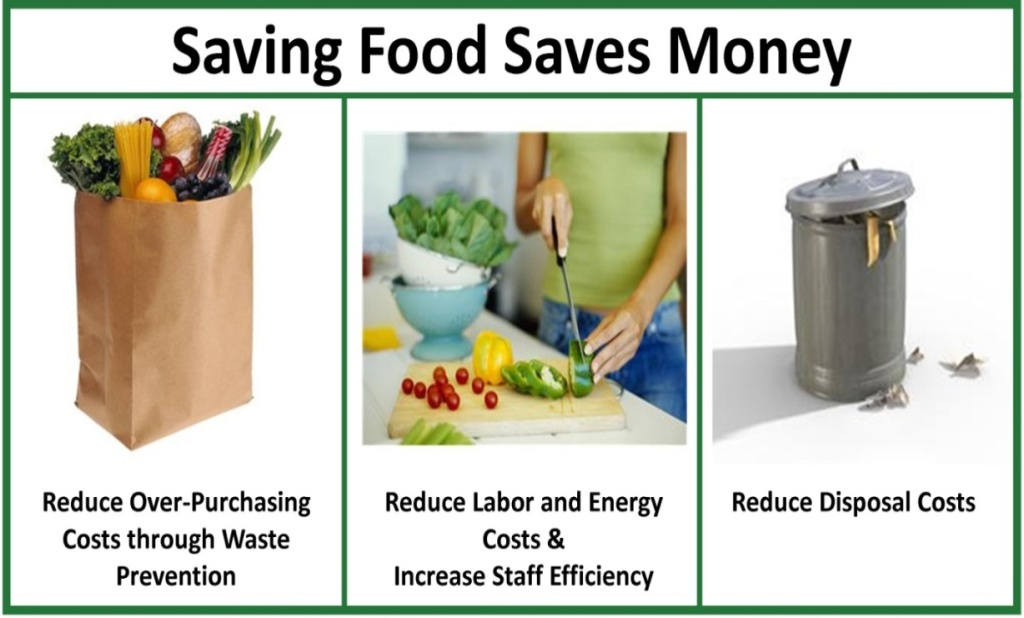 Saving Food Saves Money
Reduce Over-Purchasing
Costs through Waste
Prevention
Reduce Labor and Energy
Costs &
Increase Staff Efficiency
Reduce Disposal Costs